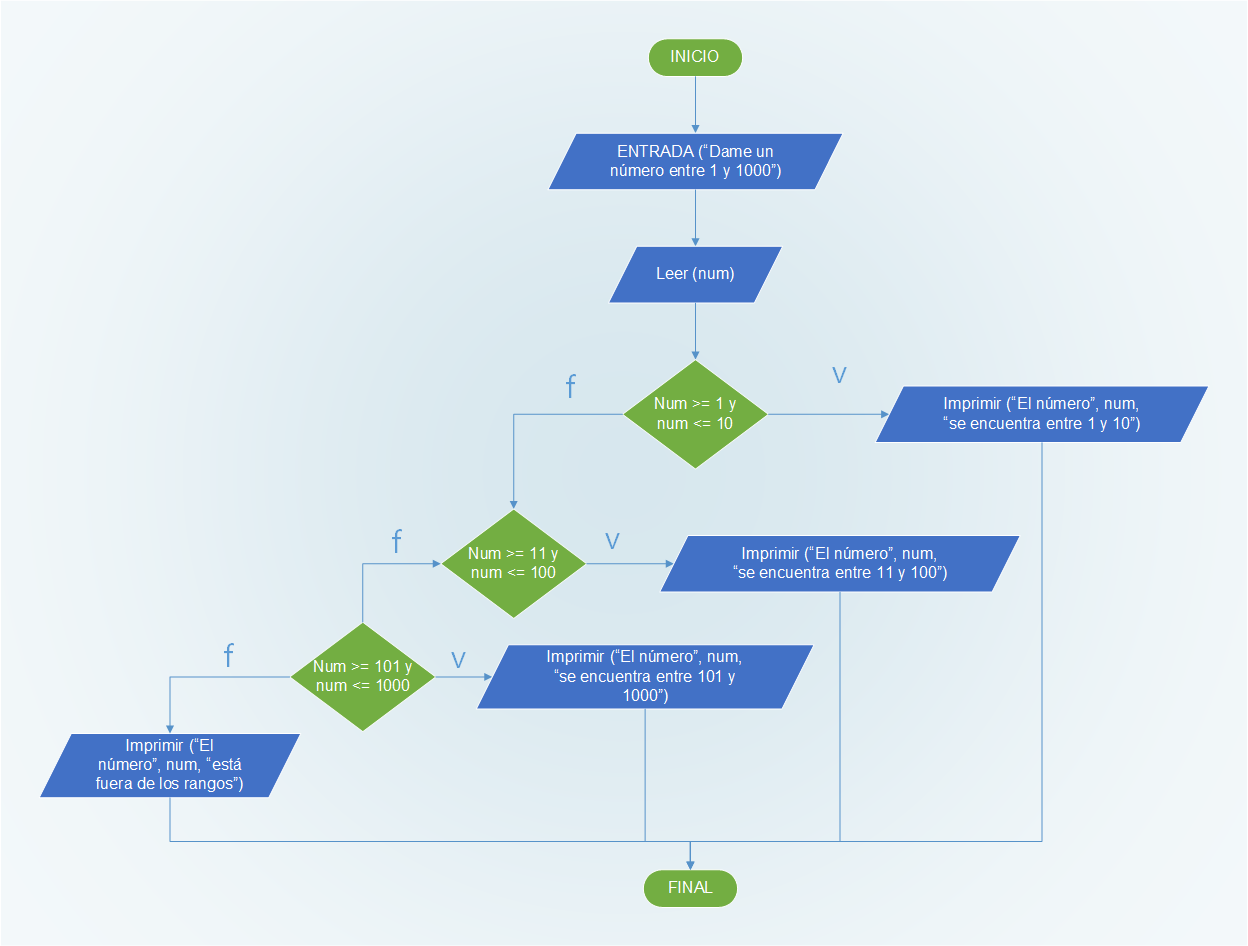 INICIO
ENTRADA (“Dame un
número entre 1 y 1000”)
Leer (num)
f
v
Num >= 1 y
num <= 10
Imprimir (“El número”, num,
“se encuentra entre 1 y 10”)
f
v
Num >= 11 y
num <= 100
Imprimir (“El número”, num,
“se encuentra entre 11 y 100”)
f
v
Num >= 101 y
num <= 1000
Imprimir (“El número”, num,
“se encuentra entre 101 y
1000”)
Imprimir (“El
número”, num, “está
fuera de los rangos”)
FINAL